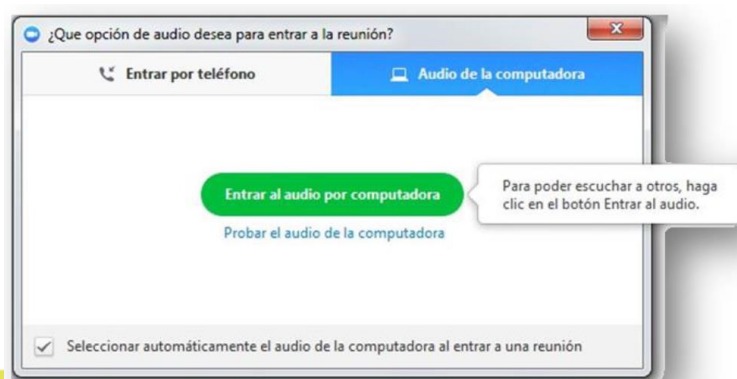 ¿Que opción de audio desea para entrar a la reunión?
Entrar por teléfono
Audio de la computadora
Entrar al audio por computadora
Para poder escuchar a otros, haga
clic en el botón Entrar al audio.
Probar el audio de la computadora
Seleccionar automáticamente el audio de la computadora al entrar a una reunión